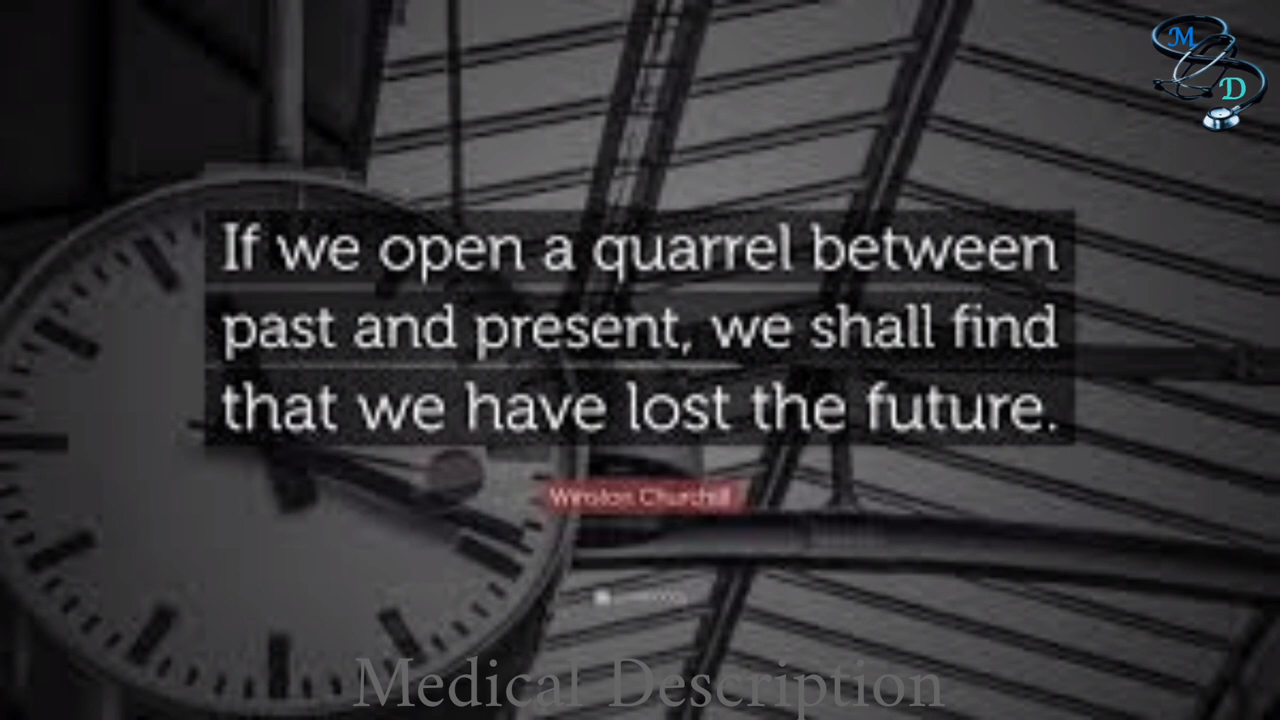 M
D
If we open a quarrel between
past and present, we shall find
that we have lost the future.
Winston Churchill
Medical Description